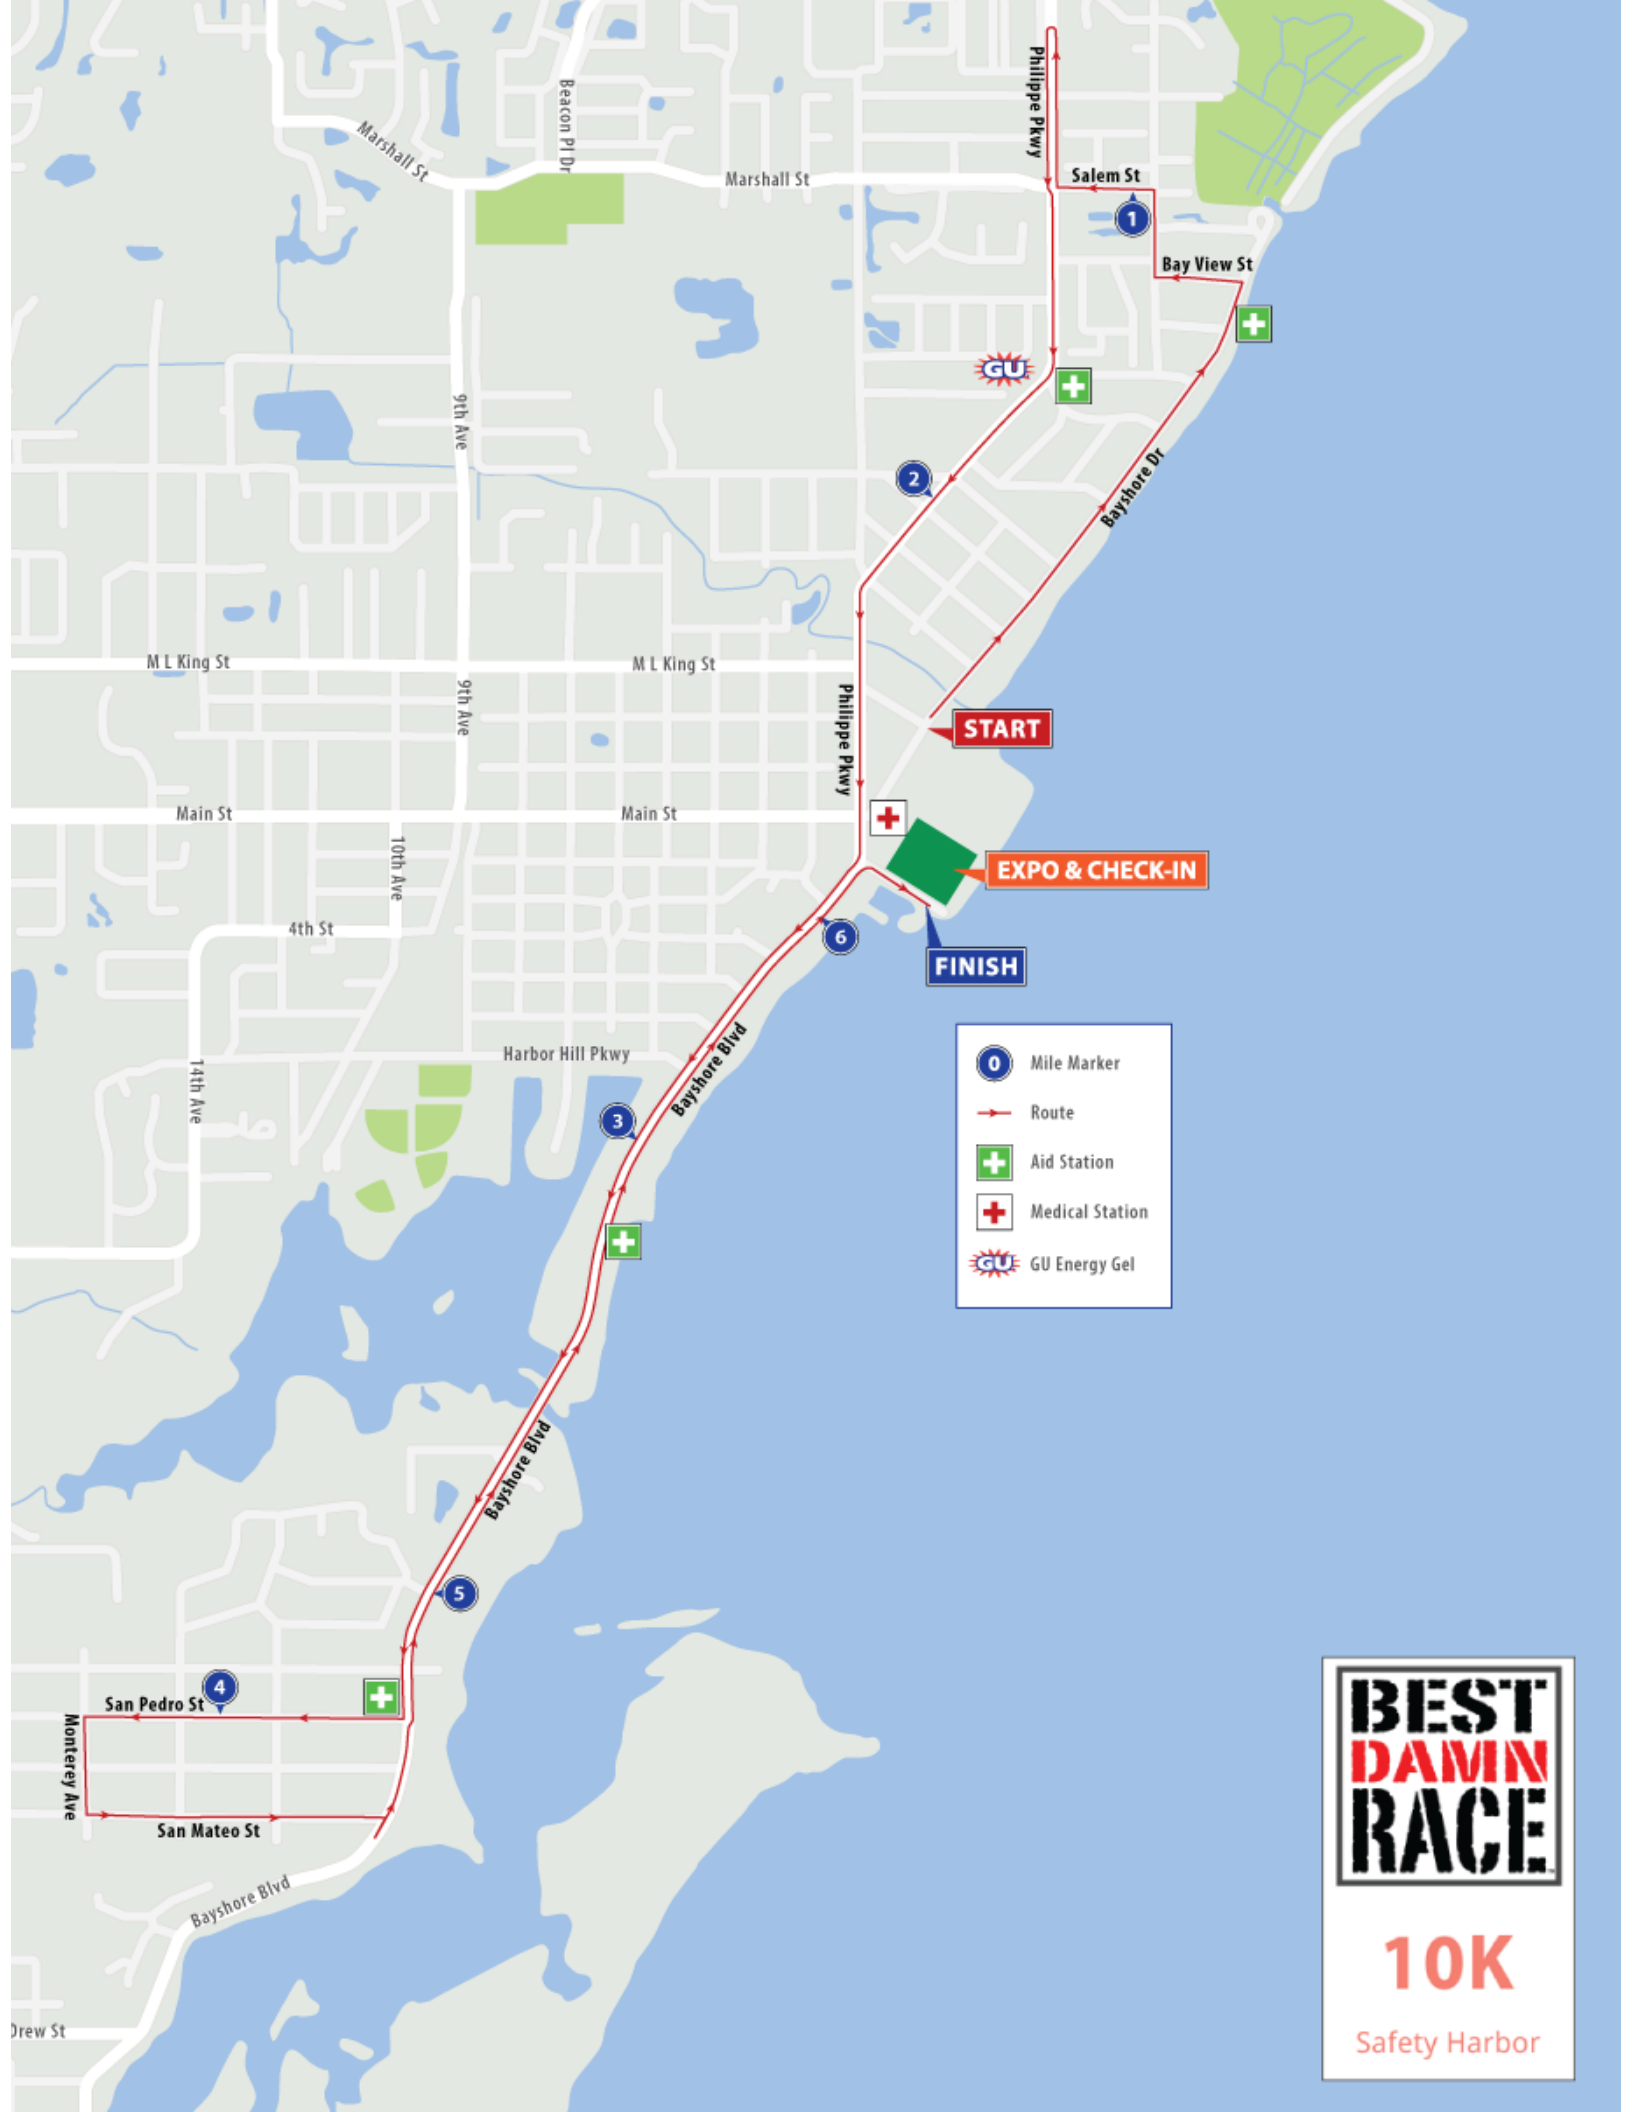 Philippe Pkwy
Beacon Pl Dr
Marshall St
Marshall St
Salem St
1
Bay View St
GU
9th Ave
2
Bayshore Dr
M L King St
M L King St
9th Ave
Philippe Pkwy
START
Main St
Main St
10th Ave
EXPO & CHECK-IN
4th St
6
FINISH
Harbor Hill Pkwy
Bayshore Blvd
14th Ave
3
0 Mile Marker
Route
Aid Station
Medical Station
GU GU Energy Gel
Bayshore Blvd
5
4
San Pedro St
Monterey Ave
San Mateo St
Bayshore Blvd
Drew St
BEST
DAMN
RACE
10K
Safety Harbor